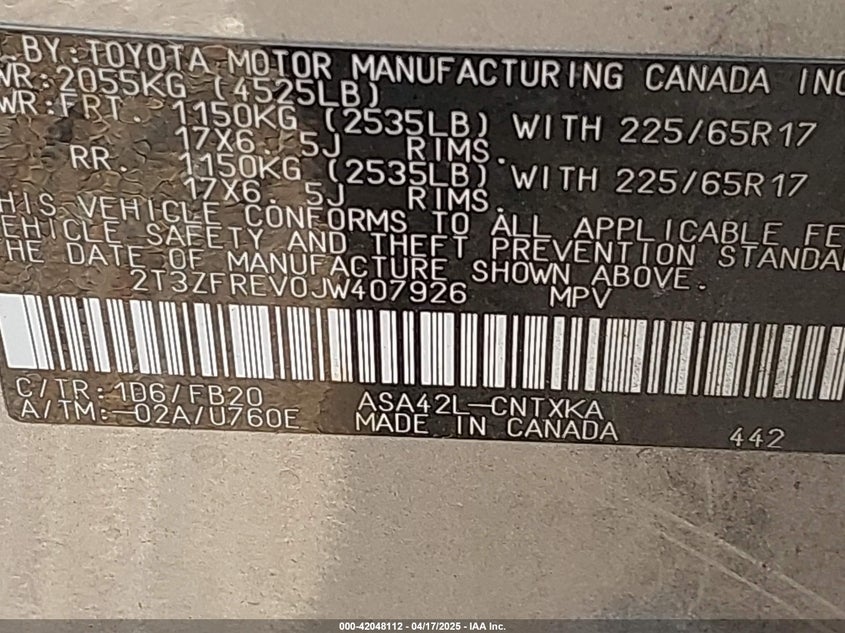 BY: TOYOTA MOTOR MANUFACTURING CANADA INC
WR: 2055KG (4525LB)
WR: FRT. 1150KG (2535LB) WITH 225/65R17
17X6.5J RIMS.
RR. 1150KG (2535LB) WITH 225/65R17
17X6.5J RIMS.
HIS VEHICLE CONFORMS TO ALL APPLICABLE FE
EHICLE SAFETY AND THEFT PREVENTION STANDA
THE DATE OF MANUFACTURE SHOWN ABOVE.
2T3ZFREV0JW407926 MPV
C/TR: 1D6/FB20 ASA42L-CNTXKA
A/TM: -02A/U760E MADE IN CANADA 442
000-42048112 - 04/17/2025 - IAA Inc.